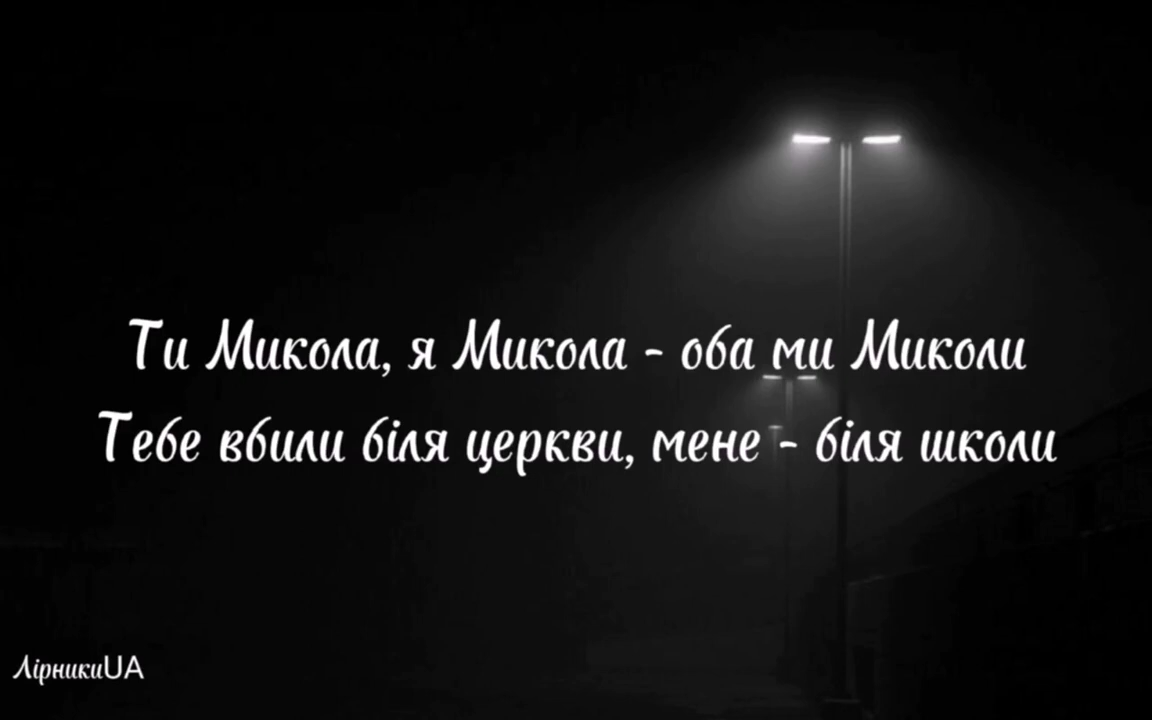 Ти Микола, я Микола - оба ми Миколи
Тебе вбили біля церкви, мене - біля школи
ЛірникиUA